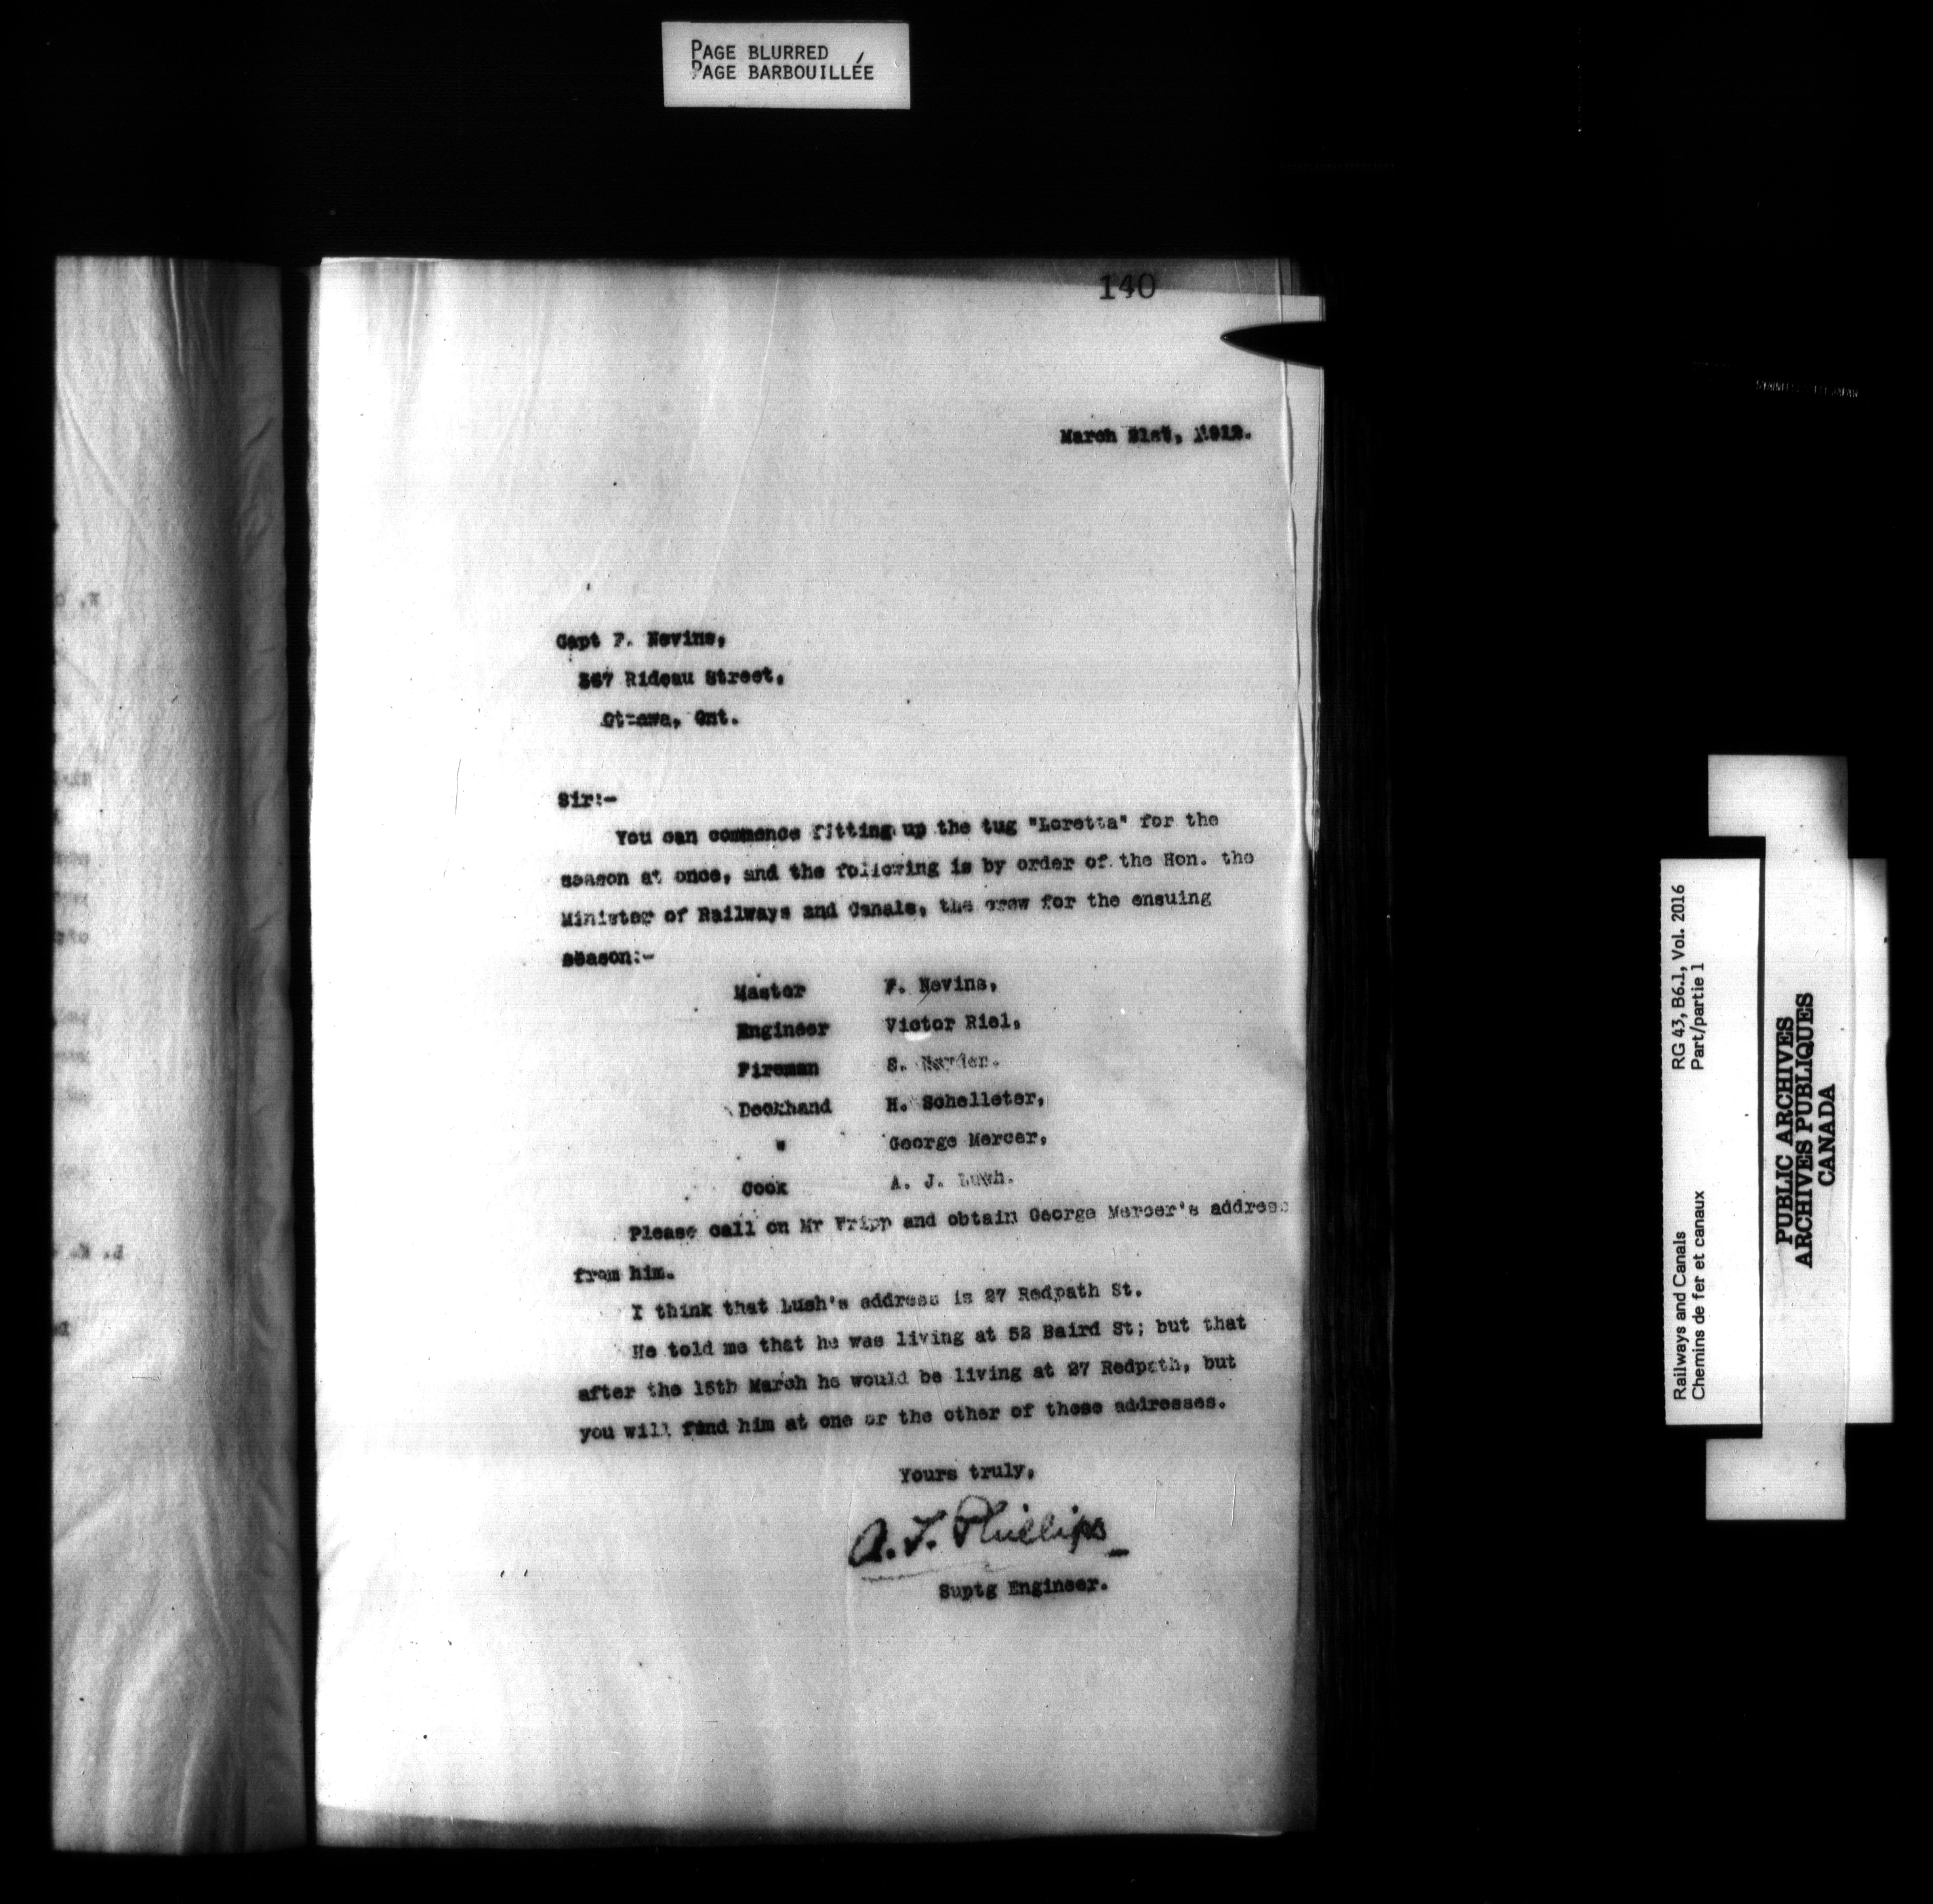 PAGE BLURRED
PAGE BARBOUILLÉE
140
March 21st, 1912.
Capt F. Nevins,
367 Rideau Street,
Ottawa, Ont.
Sir:-
You can commence fitting up the tug "Loretta" for the
season at once, and the following is by order of the Hon. the
Minister of Railways and Canals, the crew for the ensuing
season:-
Master F. Nevins,
Engineer Victor Riel,
Fireman S.
Deckhand H. Schelleter,
" George Mercer,
Cook A. J. Lush.
Please call on Mr Fripp and obtain George Mercer's address
from him.
I think that Lush's address is 27 Redpath St.
He told me that he was living at 52 Baird St; but that
after the 15th March he would be living at 27 Redpath, but
you will find him at one or the other of these addresses.
Yours truly,
A. T. Phillips
Suptg Engineer.
Railways and Canals RG 43, B6.1, Vol. 2016
Chemins de fer et canaux Part/partie 1
PUBLIC ARCHIVES
ARCHIVES PUBLIQUES
CANADA